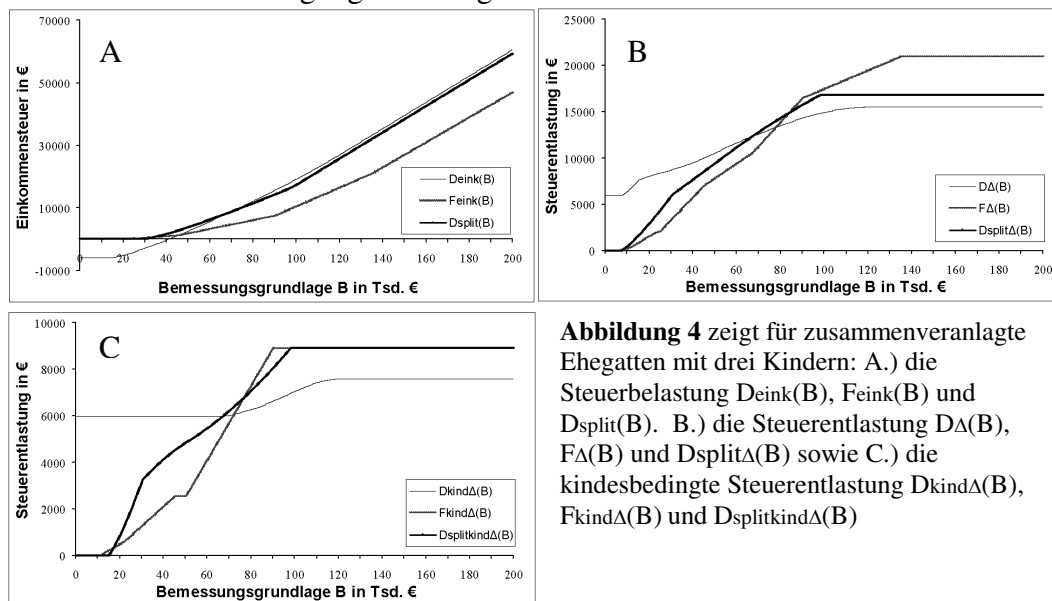 A
Einkommensteuer in €
70000
50000
30000
10000
-10000
0 20 40 60 80 100 120 140 160 180 200
Bemessungsgrundlage B in Tsd. €
Deink(B)
Feink(B)
Dsplit(B)
B
Steuerentlastung in €
25000
20000
15000
10000
5000
0
0 20 40 60 80 100 120 140 160 180 200
Bemessungsgrundlage B in Tsd. €
DΔ(B)
FΔ(B)
DsplitΔ(B)
C
Steuerentlastung in €
10000
8000
6000
4000
2000
0
0 20 40 60 80 100 120 140 160 180 200
Bemessungsgrundlage B in Tsd. €
DkindΔ(B)
FkindΔ(B)
DsplitkindΔ(B)
Abbildung 4 zeigt für zusammenveranlagte
Ehegatten mit drei Kindern: A.) die
Steuerbelastung Deink(B), Feink(B) und
Dsplit(B). B.) die Steuerentlastung DΔ(B),
FΔ(B) und DsplitΔ(B) sowie C.) die
kindesbedingte Steuerentlastung DkindΔ(B),
FkindΔ(B) und DsplitkindΔ(B)